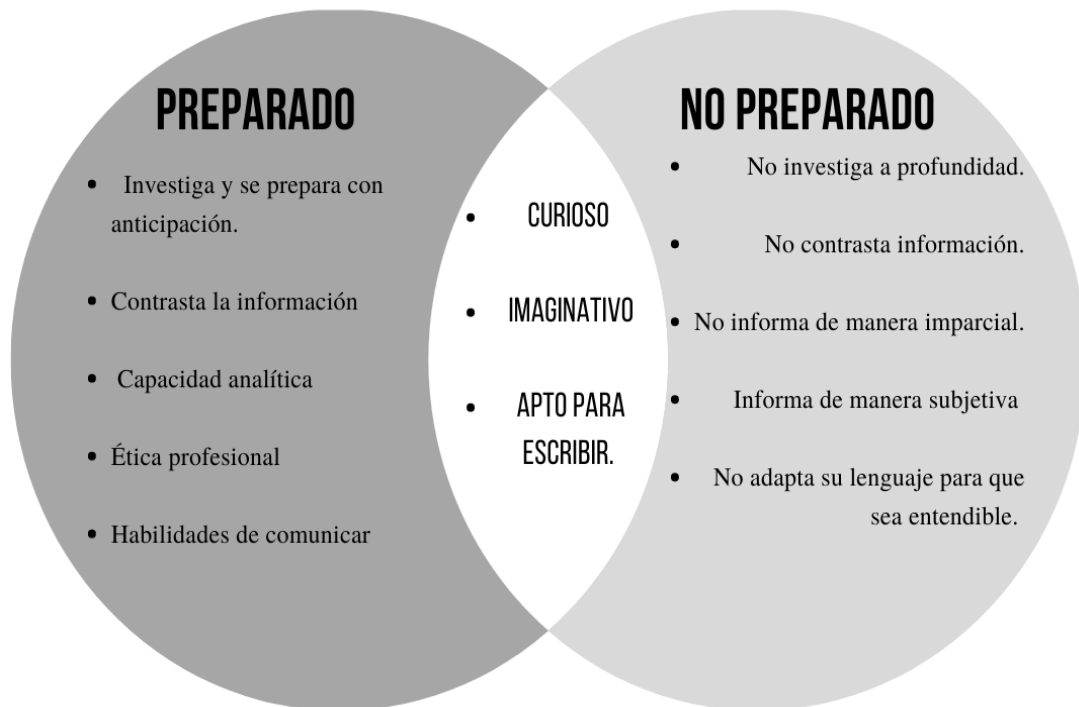 PREPARADO
• Investiga y se prepara con
anticipación.
• Contrasta la información
• Capacidad analítica
• Ética profesional
• Habilidades de comunicar
• CURIOSO
• IMAGINATIVO
• APTO PARA
ESCRIBIR.
NO PREPARADO
• No investiga a profundidad.
• No contrasta información.
• No informa de manera imparcial.
• Informa de manera subjetiva
• No adapta su lenguaje para que
sea entendible.